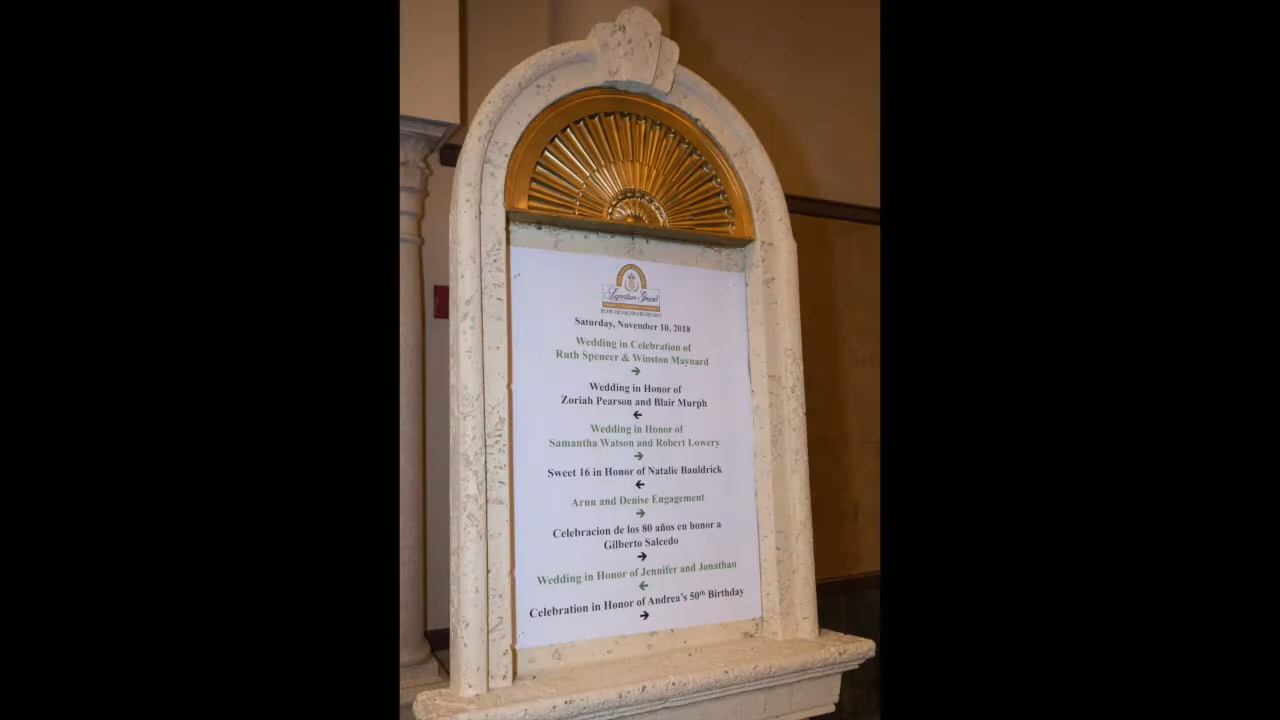 Signature Grand
Saturday, November 10, 2018
Wedding in Celebration of
Ruth Spencer & Winston Maynard
→
Wedding in Honor of
Zoriah Pearson and Blair Murph
←
Wedding in Honor of
Samantha Watson and Robert Lowery
→
Sweet 16 in Honor of Natalie Bauldrick
←
Arun and Denise Engagement
→
Celebracion de los 80 años en honor a
Gilberto Salcedo
→
Wedding in Honor of Jennifer and Jonathan
←
Celebration in Honor of Andrea's 50th Birthday
→